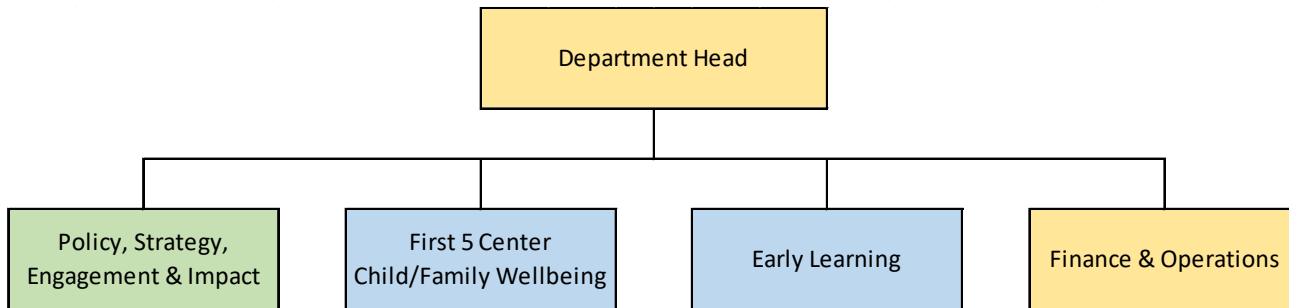 Department Head
Policy, Strategy,
Engagement & Impact
First 5 Center
Child/Family Wellbeing
Early Learning
Finance & Operations